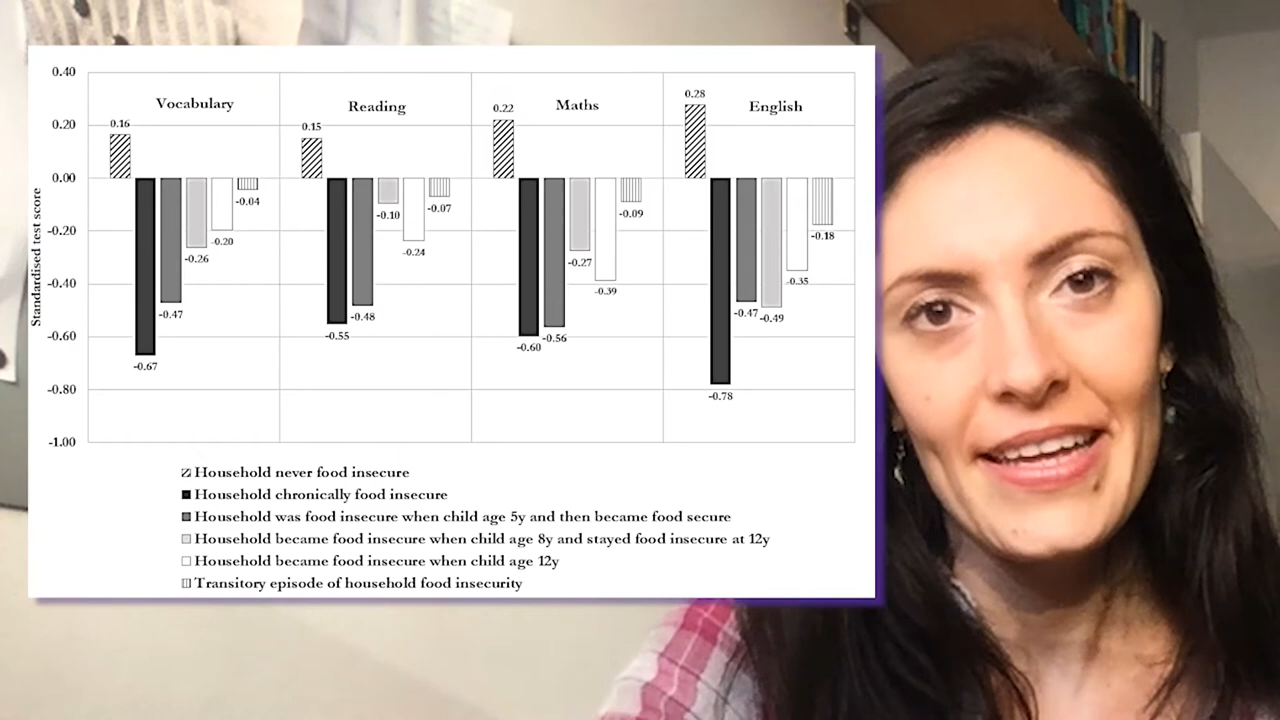 0.40
0.20
0.00
-0.20
-0.40
-0.60
-0.80
-1.00
Standardised test score
Vocabulary
0.16
-0.67
-0.47
-0.26
-0.20
-0.04
Reading
0.15
-0.55
-0.48
-0.10
-0.24
-0.07
Maths
0.22
-0.60
-0.56
-0.27
-0.39
-0.09
English
0.28
-0.78
-0.47
-0.49
-0.35
-0.18
Household never food insecure
Household chronically food insecure
Household was food insecure when child age 5y and then became food secure
Household became food insecure when child age 8y and stayed food insecure at 12y
Household became food insecure when child age 12y
Transitory episode of household food insecurity